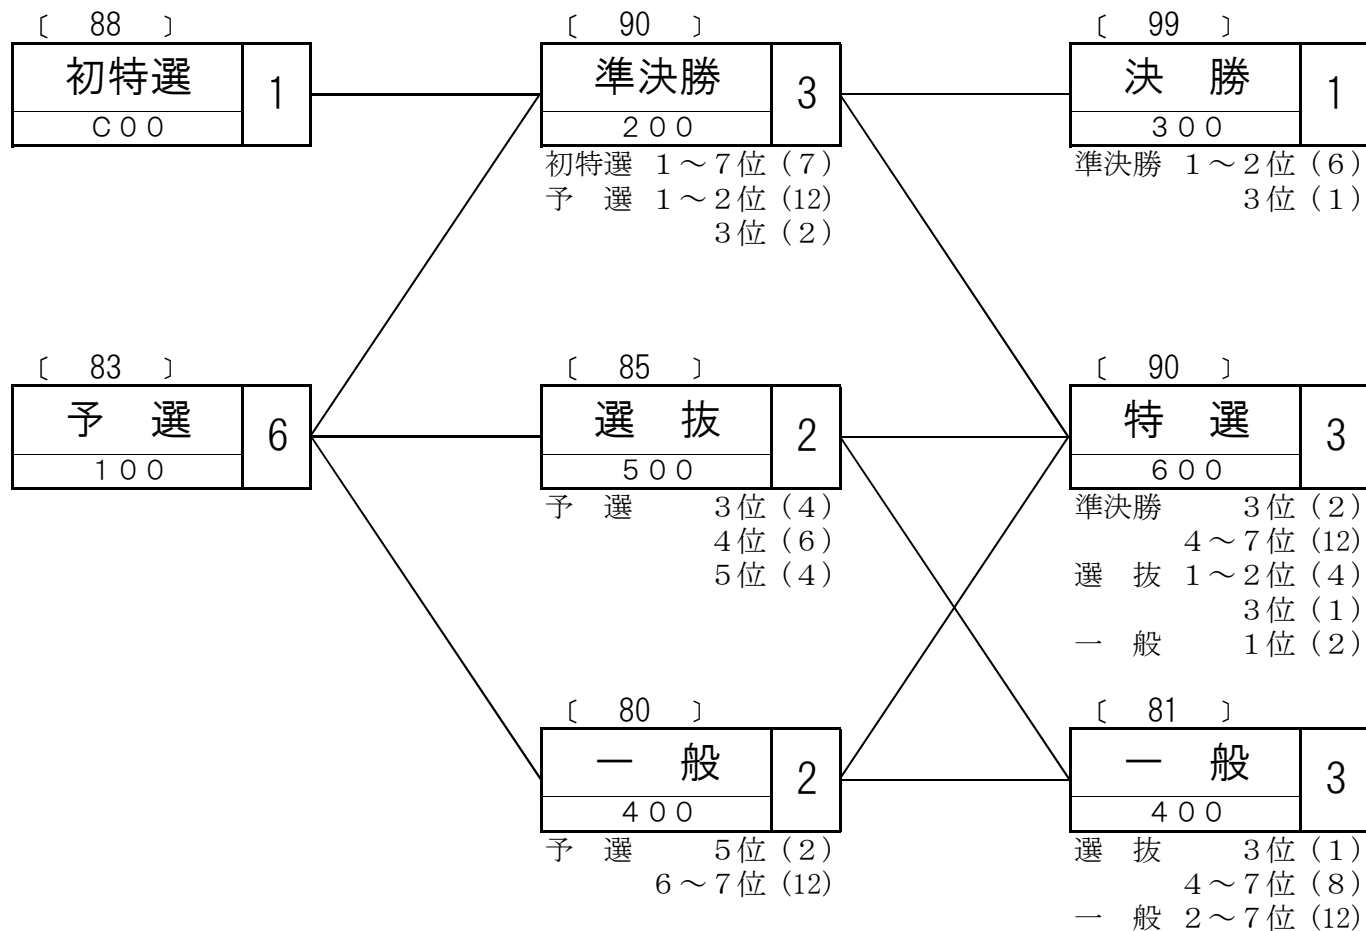 〔 88 〕
初特選 1
C00
〔 90 〕
準決勝 3
200
初特選 1～7位(7)
予 選 1～2位(12)
3位(2)
〔 99 〕
決 勝 1
300
準決勝 1～2位(6)
3位(1)
〔 83 〕
予 選 6
100
〔 85 〕
選 抜 2
500
予 選 3位(4)
4位(6)
5位(4)
〔 90 〕
特 選 3
600
準決勝 3位(2)
4～7位(12)
選 抜 1～2位(4)
3位(1)
一 般 1位(2)
〔 80 〕
一 般 2
400
予 選 5位(2)
6～7位(12)
〔 81 〕
一 般 3
400
選 抜 3位(1)
4～7位(8)
一 般 2～7位(12)